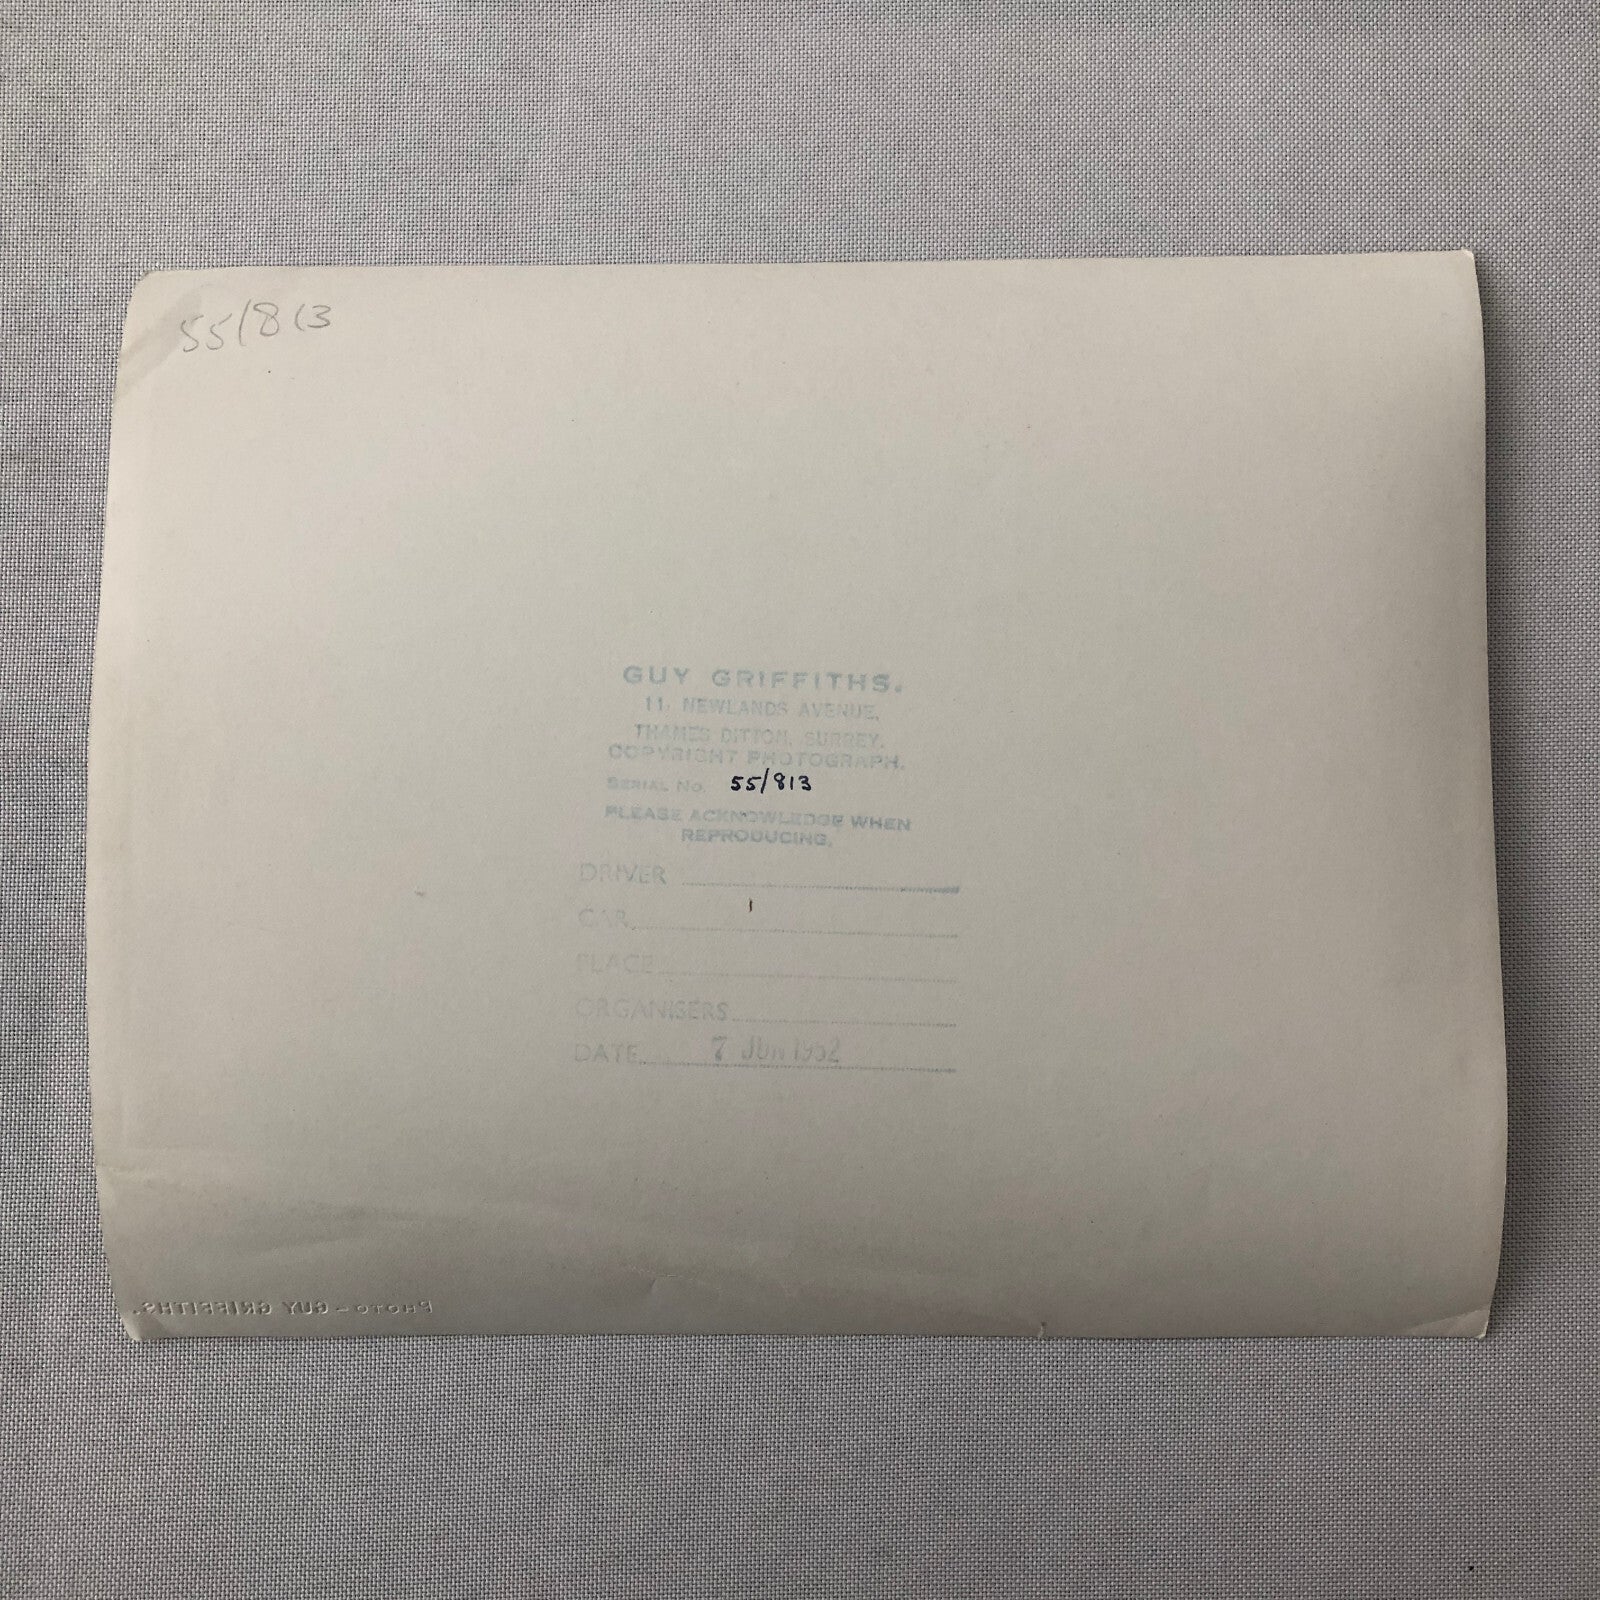 55/813
GUY GRIFFITHS.
11, NEWLANDS AVENUE,
THAMES DITTON, SURREY.
COPYRIGHT PHOTOGRAPH.
SERIAL No. 55/813
PLEASE ACKNOWLEDGE WHEN
REPRODUCING.
DRIVER
CAR
PLACE
ORGANISERS
DATE 7 JUN 1952
PHOTO – GUY GRIFFITHS.